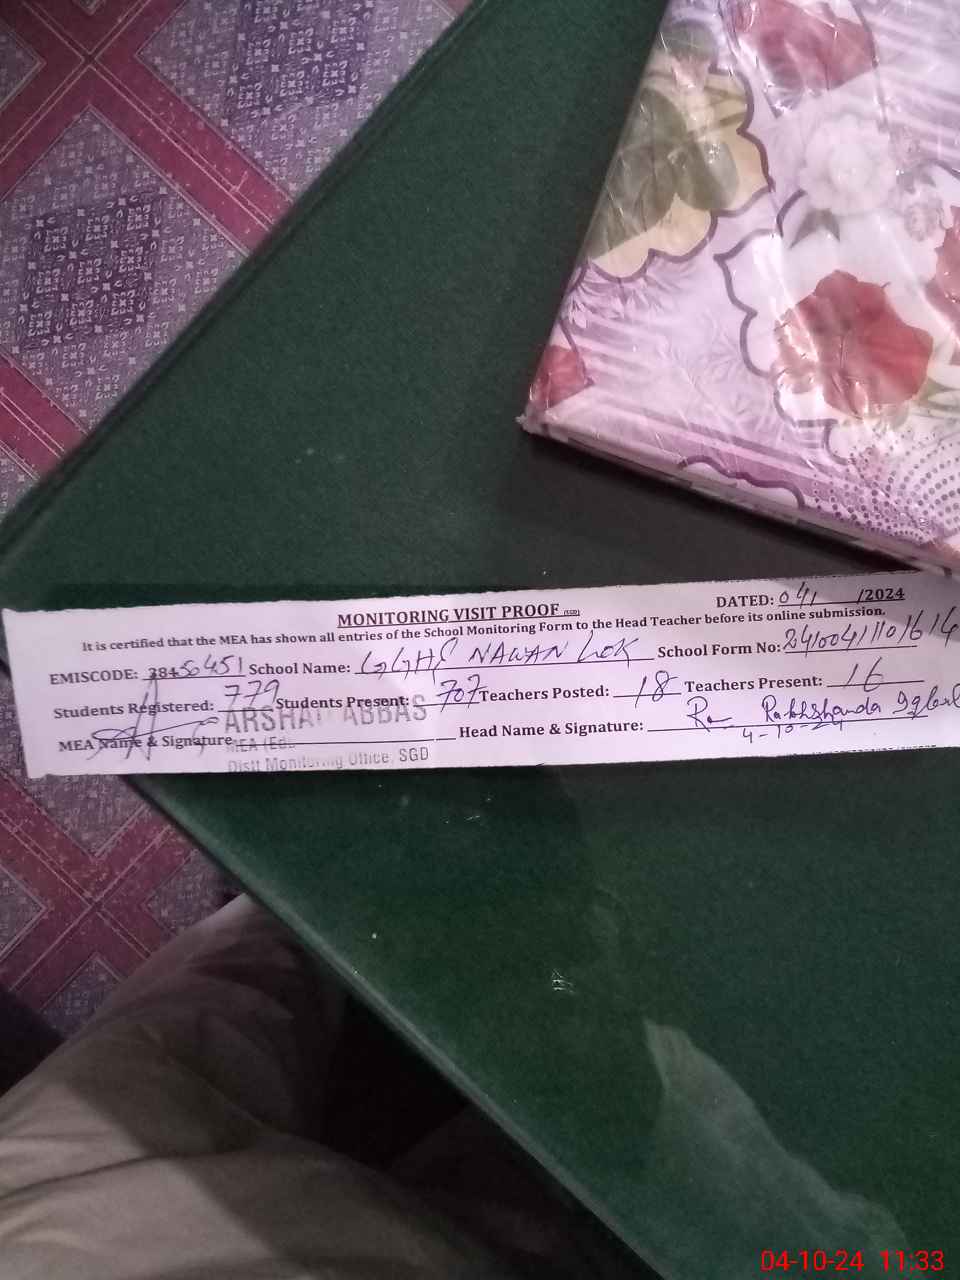 MONITORING VISIT PROOF (SGD)
DATED: 04/ /2024
It is certified that the MEA has shown all entries of the School Monitoring Form to the Head Teacher before its online submission.
EMISCODE: 38450451 School Name: GGHS NAWAN LOK School Form No:
Students Registered: 779 Students Present: 707 Teachers Posted: 18 Teachers Present: 16
MEA Name & Signature Head Name & Signature: Rakhshanda Iqbal
4-10-24
ARSHAD ABBAS
MEA (Edu
Distt Monitoring Office, SGD
04-10-24 11:33